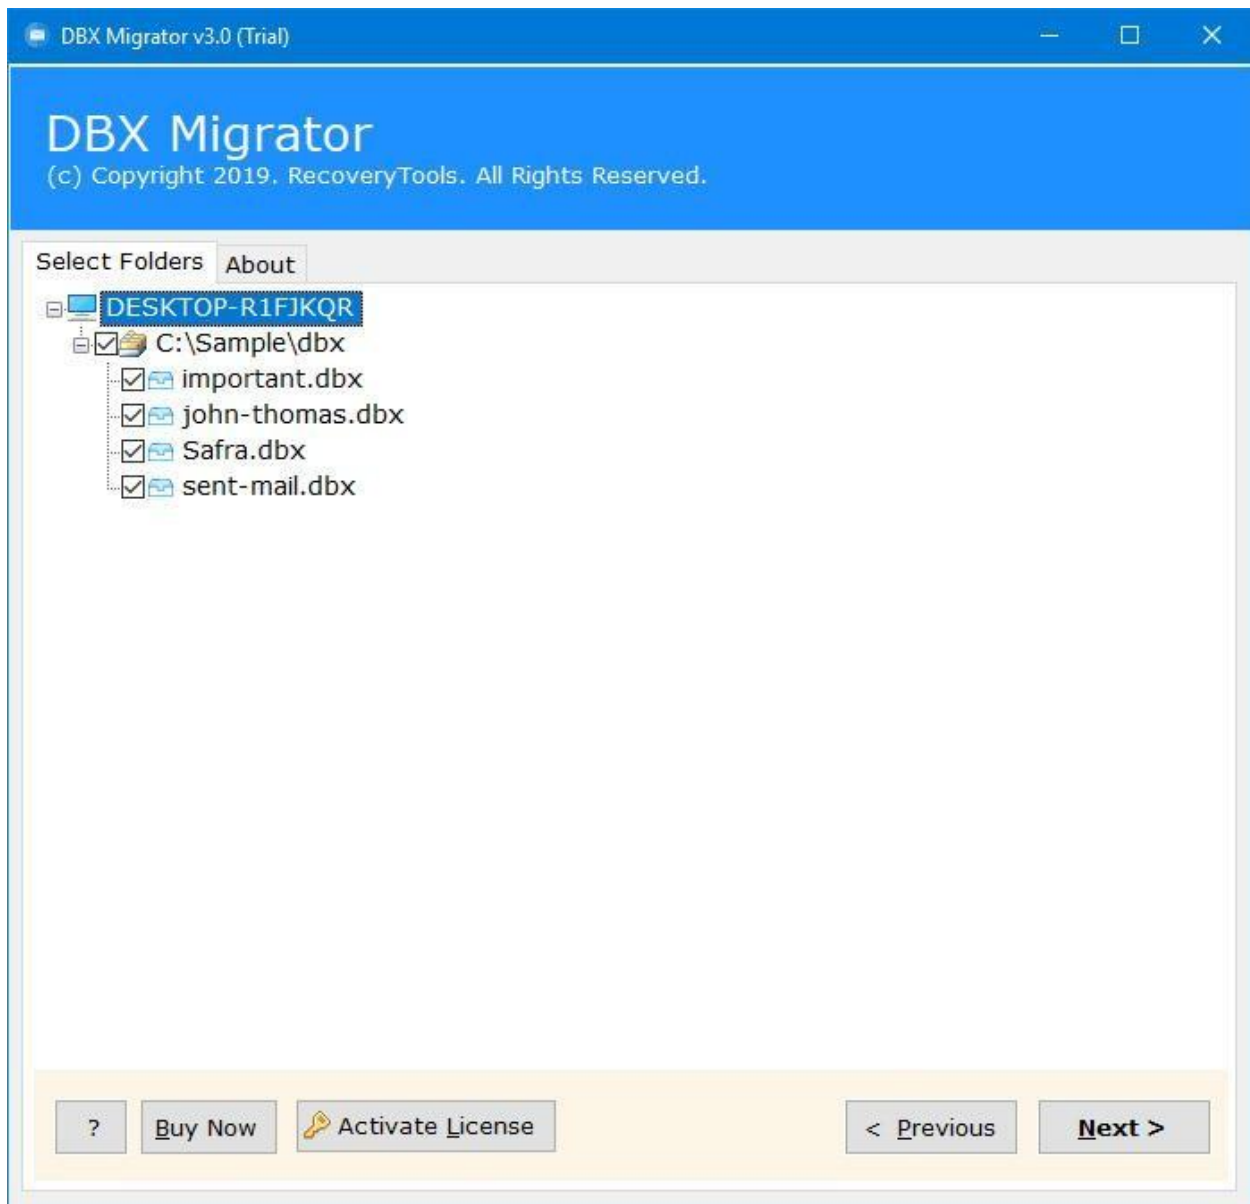 DBX Migrator v3.0 (Trial)
DBX Migrator
(c) Copyright 2019. RecoveryTools. All Rights Reserved.
Select Folders About
DESKTOP-R1FJKQR
C:\Sample\dbx
important.dbx
john-thomas.dbx
Safra.dbx
sent-mail.dbx
? Buy Now Activate License < Previous Next >